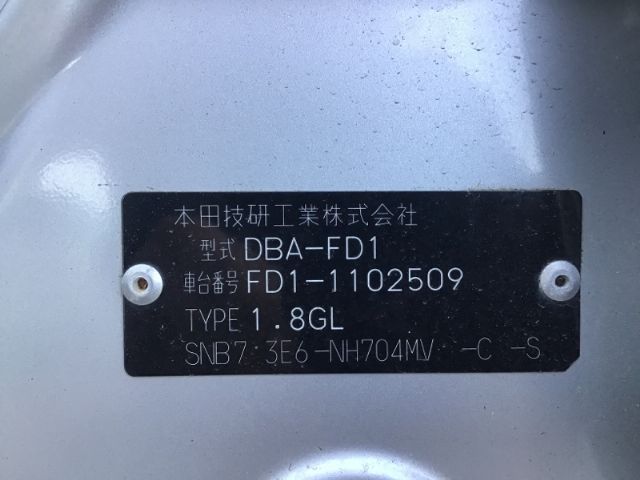 本田技研工業株式会社
型式 DBA-FD1
車台番号 FD1-1102509
TYPE 1.8GL
SNB7 3E6-NH704M -C -S